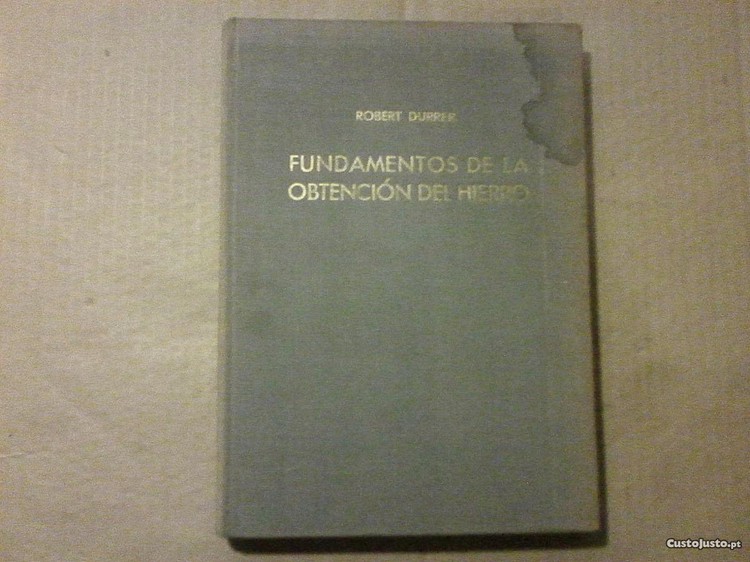 ROBERT DURRER
FUNDAMENTOS DE LA
OBTENCIÓN DEL HIERRO
CustoJusto.pt